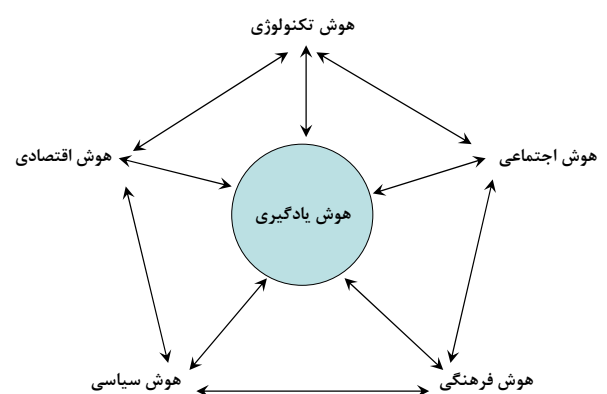 هوش تکنولوژی
هوش اجتماعی
هوش اقتصادی
هوش یادگیری
هوش فرهنگی
هوش سیاسی